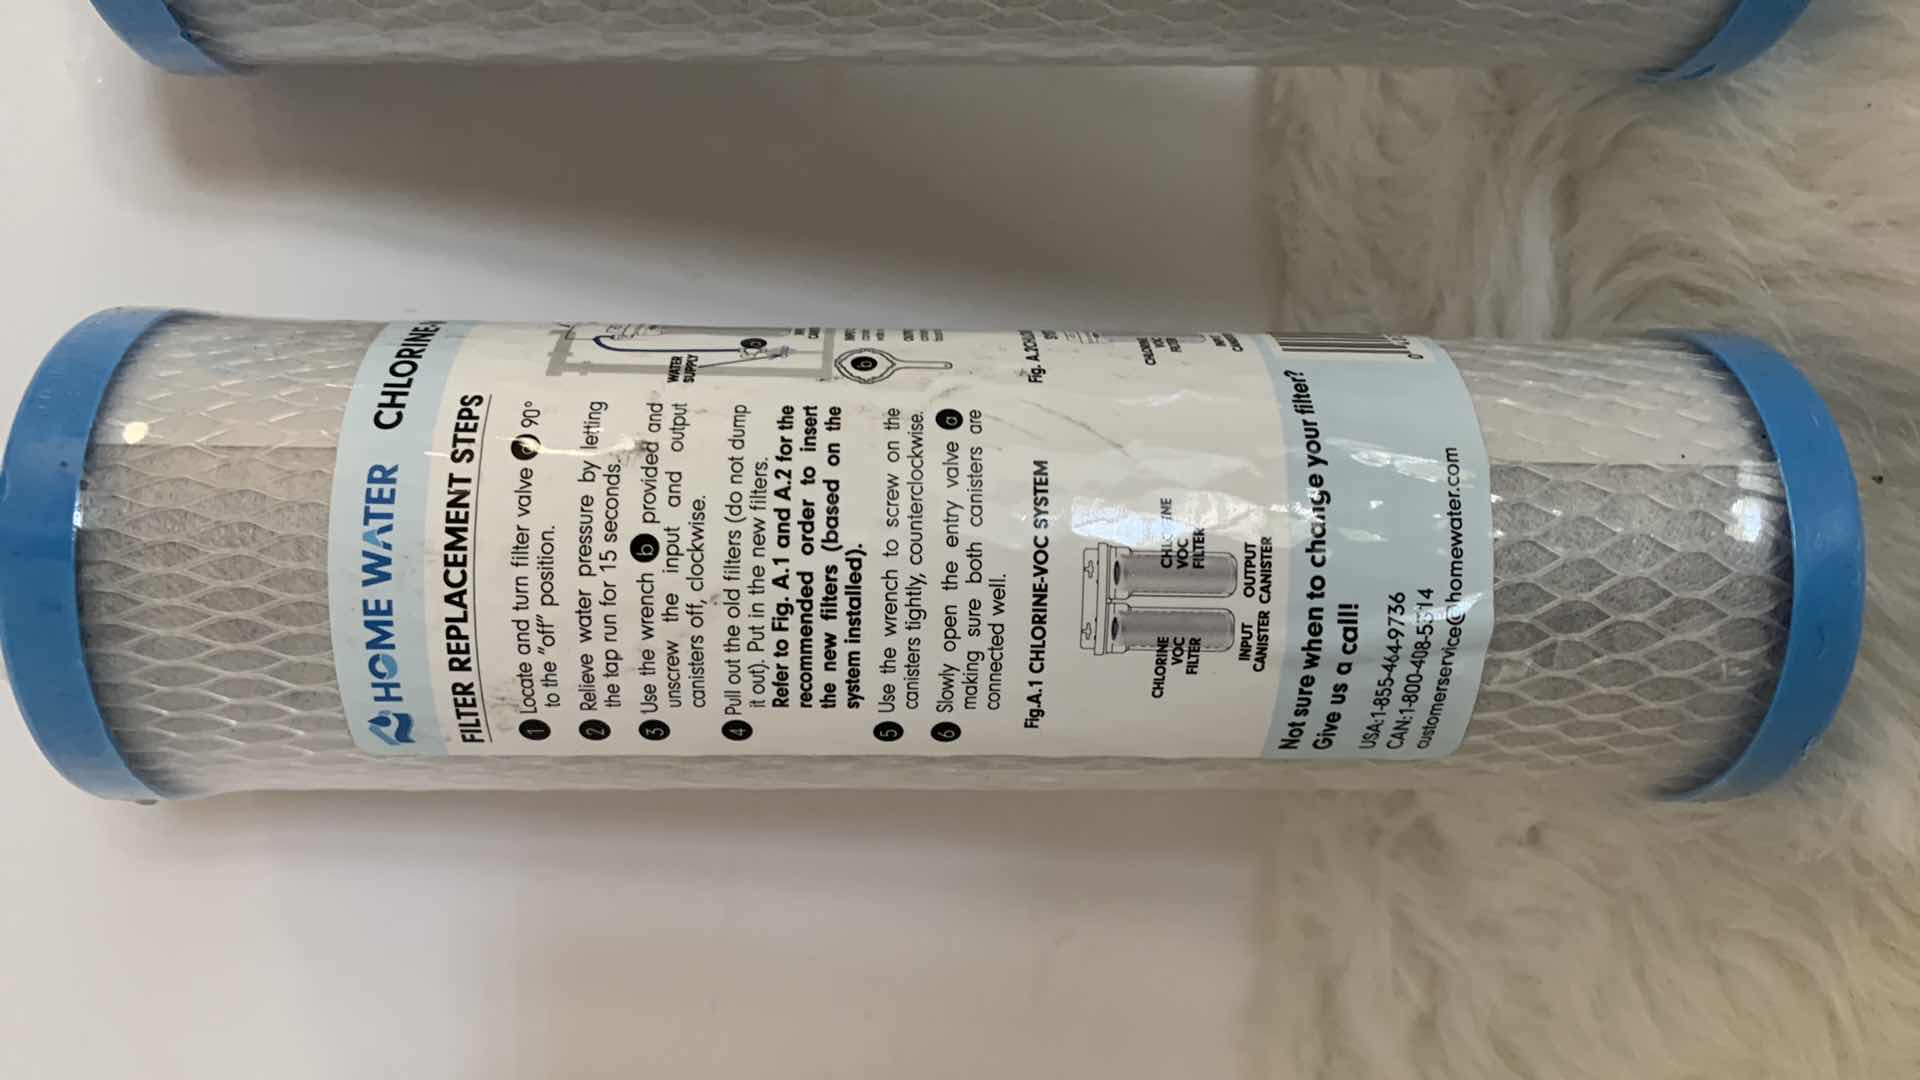 HOME WATER
FILTER REPLACEMENT STEPS
1 Locate and turn filter valve a 90°
to the "off" position.
2 Relieve water pressure by letting
the tap run for 15 seconds.
3 Use the wrench b provided and
unscrew the input and output
canisters off, clockwise.
4 Pull out the old filters (do not dump
it out). Put in the new filters.
Refer to Fig. A.1 and A.2 for the
recommended order to insert
the new filters (based on the
system installed).
5 Use the wrench to screw on the
canisters tightly, counterclockwise.
6 Slowly open the entry valve a
making sure both canisters are
connected well.
WATER
SUPPLY
b
Fig.A.1 CHLORINE-VOC SYSTEM
CHLORINE
VOC
FILTER
VOC
FILTER
INPUT
CANISTER
OUTPUT
CANISTER
Fig.
CHLORINE
VOC
Not sure when to change your filter?
Give us a call!
USA:1-855-464-9736
CAN:1-800-408-
customerservice@homewater.com